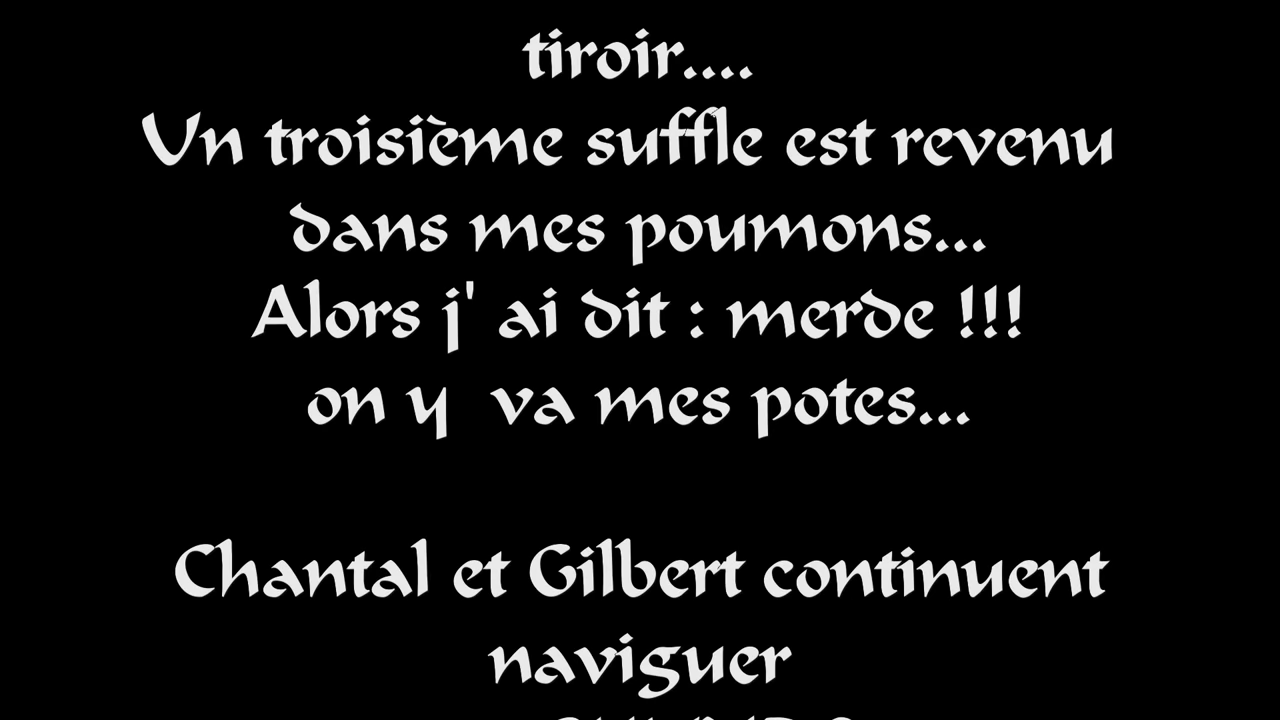 tiroir....
Un troisième suffle est revenu
dans mes poumons...
Alors j' ai dit : merde !!!
on y  va mes potes...
Chantal et Gilbert continuent
naviguer